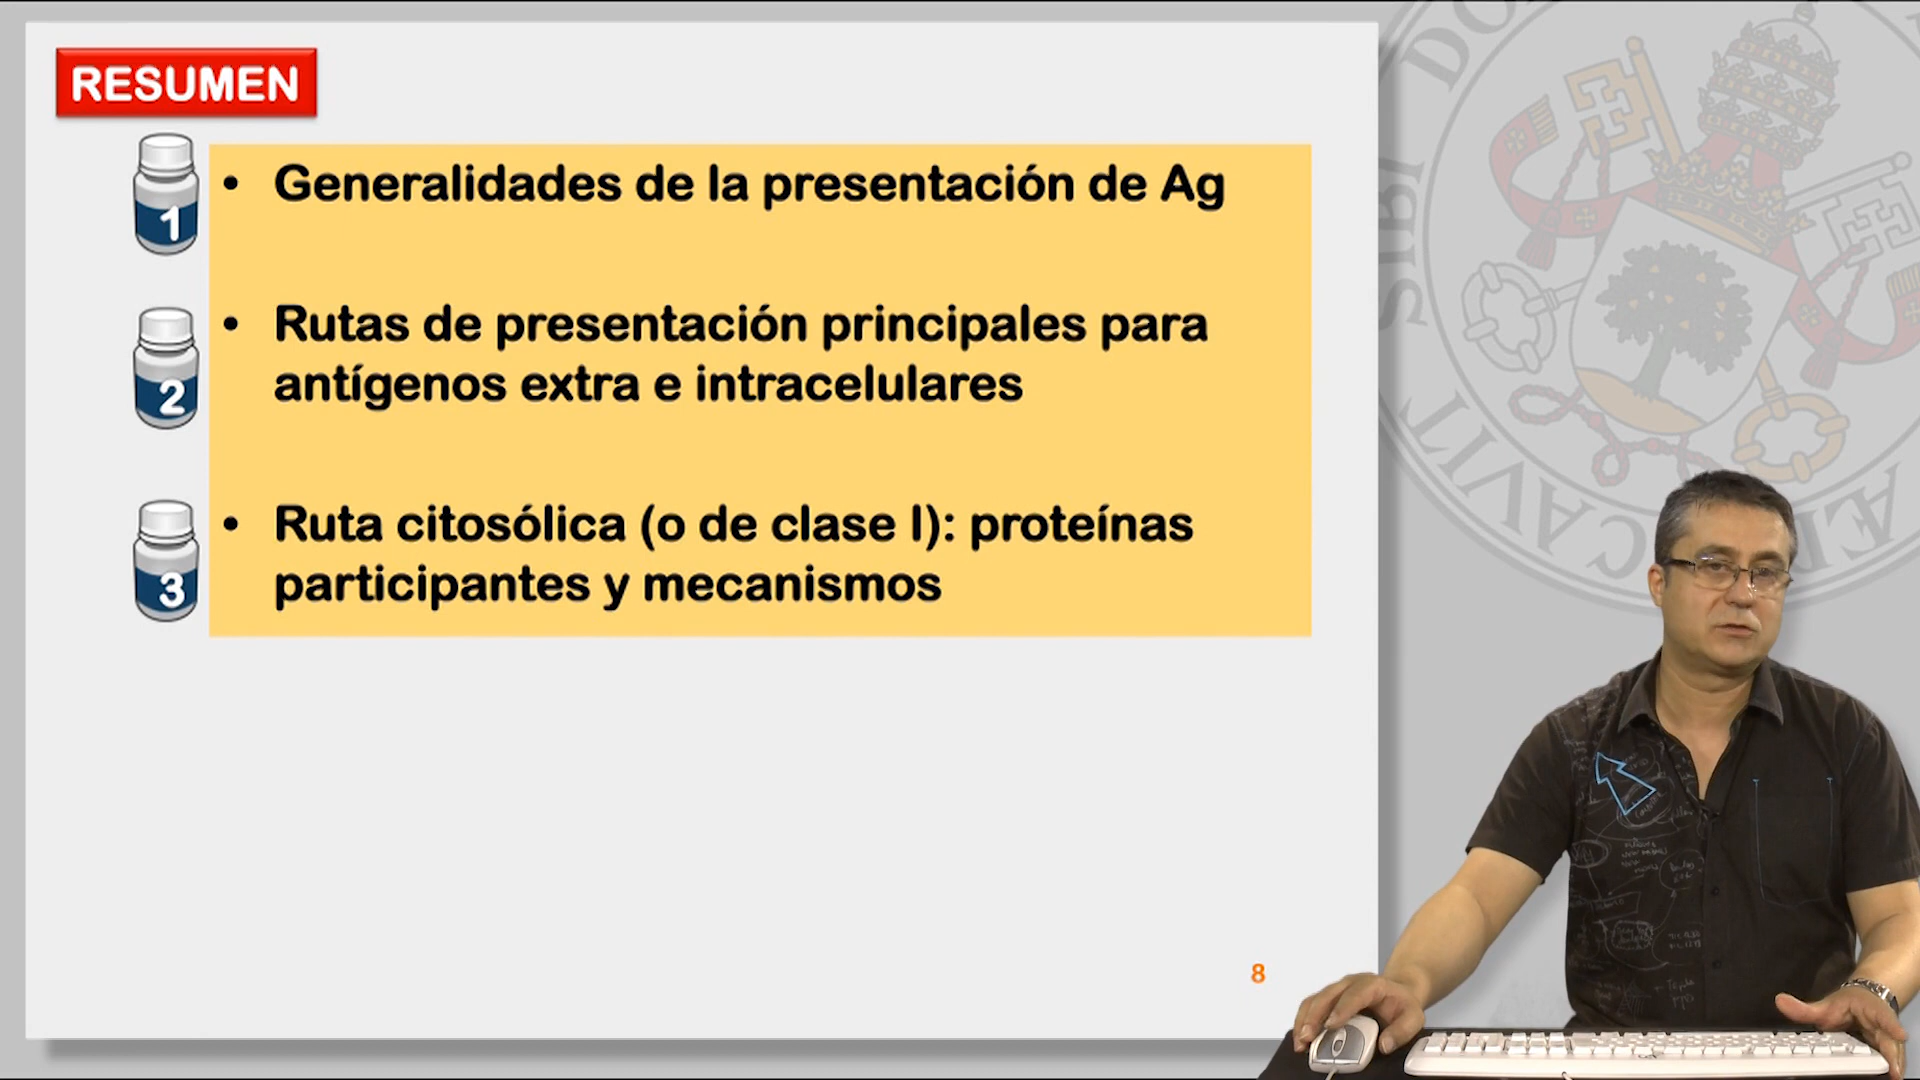 RESUMEN
1
• Generalidades de la presentación de Ag
2
• Rutas de presentación principales para
antígenos extra e intracelulares
3
• Ruta citosólica (o de clase I): proteínas
participantes y mecanismos
8
SIBI